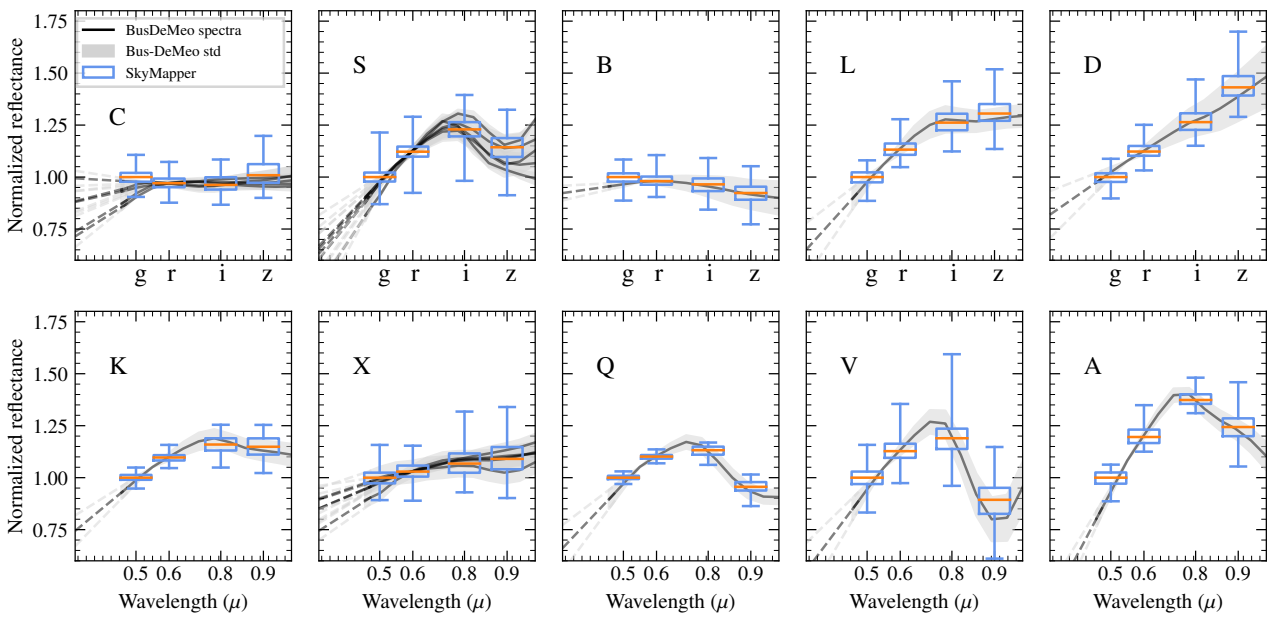 BusDeMeo spectra
Bus-DeMeo std
SkyMapper
Normalized reflectance
1.75
1.50
1.25
1.00
0.75
C
S
B
L
D
g r i z
g r i z
g r i z
g r i z
g r i z
Normalized reflectance
1.75
1.50
1.25
1.00
0.75
K
X
Q
V
A
0.5 0.6 0.8 0.9
0.5 0.6 0.8 0.9
0.5 0.6 0.8 0.9
0.5 0.6 0.8 0.9
0.5 0.6 0.8 0.9
Wavelength (μ)
Wavelength (μ)
Wavelength (μ)
Wavelength (μ)
Wavelength (μ)